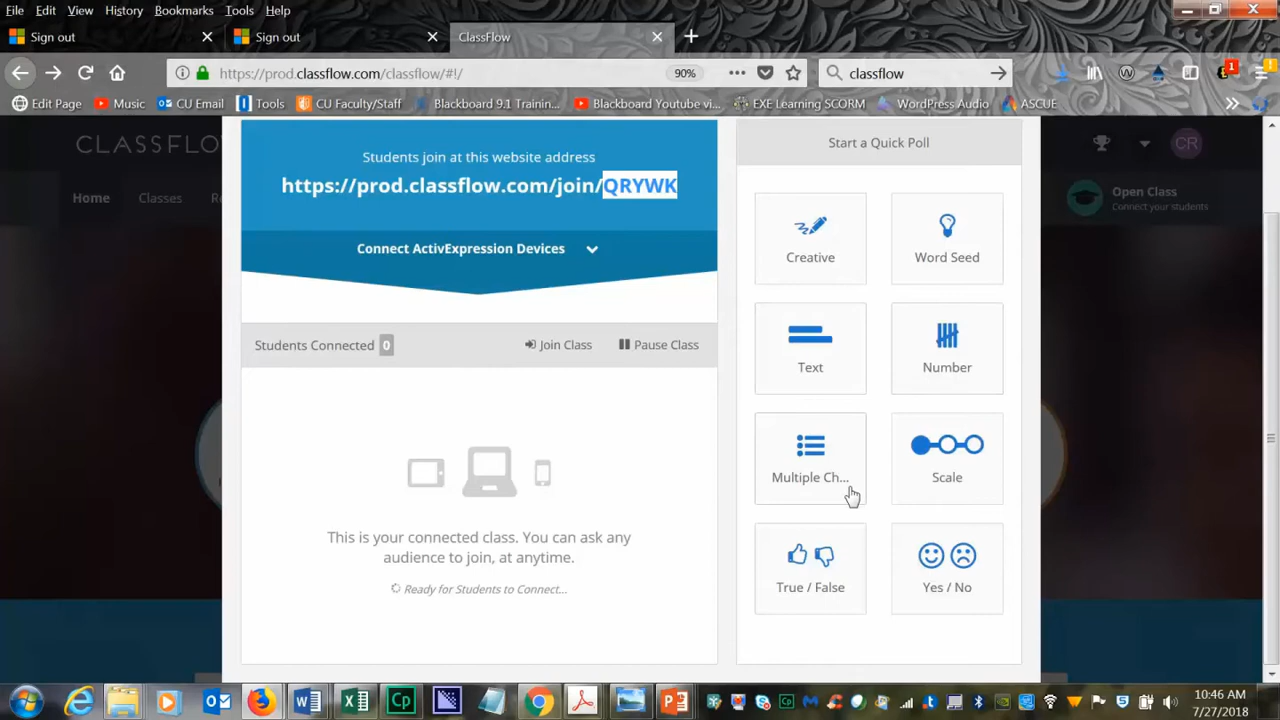 File Edit View History Bookmarks Tools Help
Sign out
Sign out
ClassFlow
https://prod.classflow.com/classflow/#!/
90%
classflow
1
Edit Page
Music
CU Email
Tools
CU Faculty/Staff
Blackboard 9.1 Trainin...
Blackboard Youtube vi...
EXE Learning SCORM
WordPress Audio
ASCUE
CLASSFL
CR
Home
Classes
Open Class
Connect your students
Students join at this website address
https://prod.classflow.com/join/QRYWK
Connect ActivExpression Devices
Students Connected 0
Join Class
Pause Class
This is your connected class. You can ask any
audience to join, at anytime.
Ready for Students to Connect...
Start a Quick Poll
Creative
Word Seed
Text
Number
Multiple Ch...
Scale
True / False
Yes / No
10:46 AM
7/27/2018